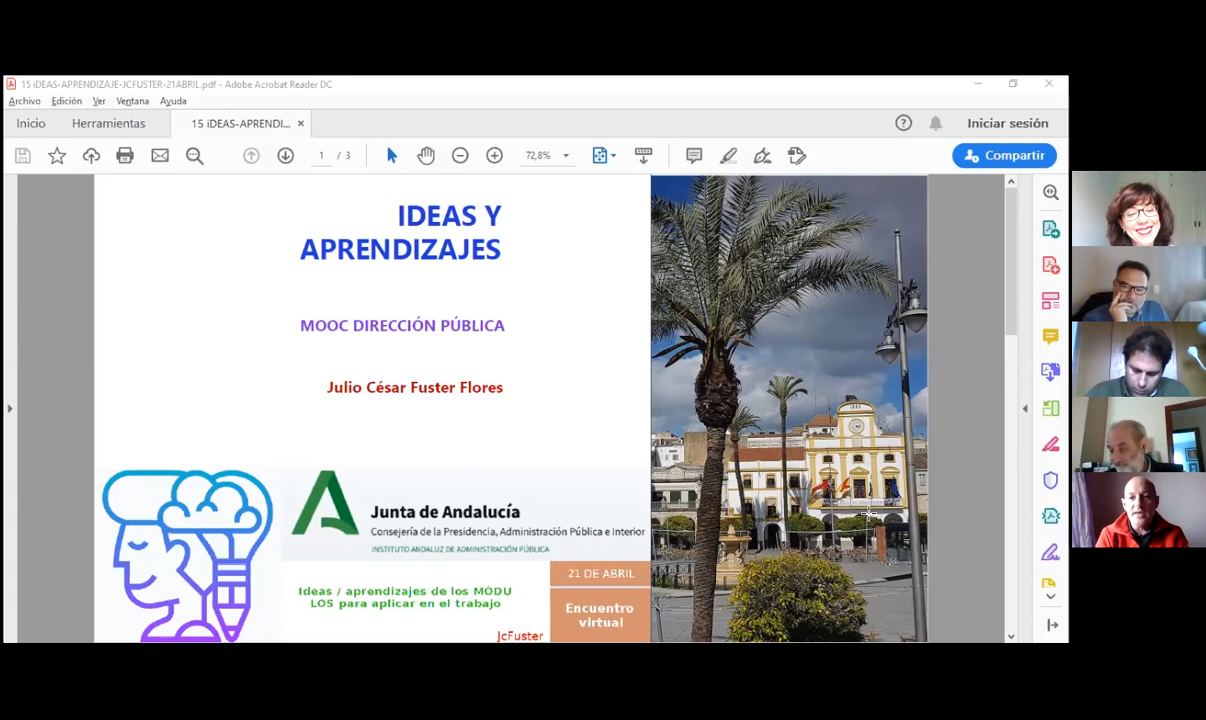 15 iDEAS-APRENDIZAJE-JCFUSTER-21ABRIL.pdf - Adobe Acrobat Reader DC
Archivo Edición Ver Ventana Ayuda
Inicio Herramientas 15 iDEAS-APRENDI... Iniciar sesión
1 / 3 72,8% Compartir
IDEAS Y
APRENDIZAJES
MOOC DIRECCIÓN PÚBLICA
Julio César Fuster Flores
Junta de Andalucía
Consejería de la Presidencia, Administración Pública e Interior
INSTITUTO ANDALUZ DE ADMINISTRACIÓN PÚBLICA
21 DE ABRIL
Ideas / aprendizajes de los MÓDU
LOS para aplicar en el trabajo
Encuentro
virtual
JcFuster